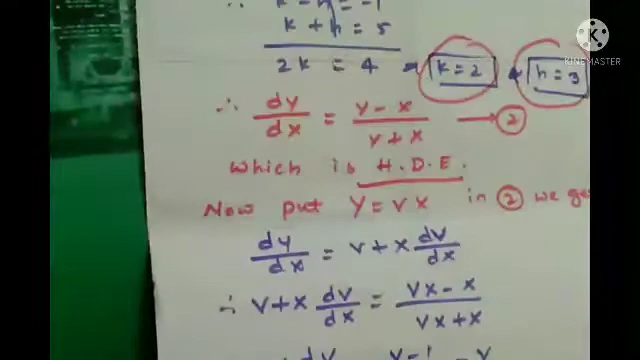 ∴ k - h = -1
k + h = 5
2k = 4 ⇒ k = 2 & h = 3
∴ dy/dx = y - x / y + x → ②
Which is H.D.E.
Now put y = vx in ② we ge
dy/dx = v + x dv/dx
∴ v + x dv/dx = vx - x / vx + x
K
KINEMASTER